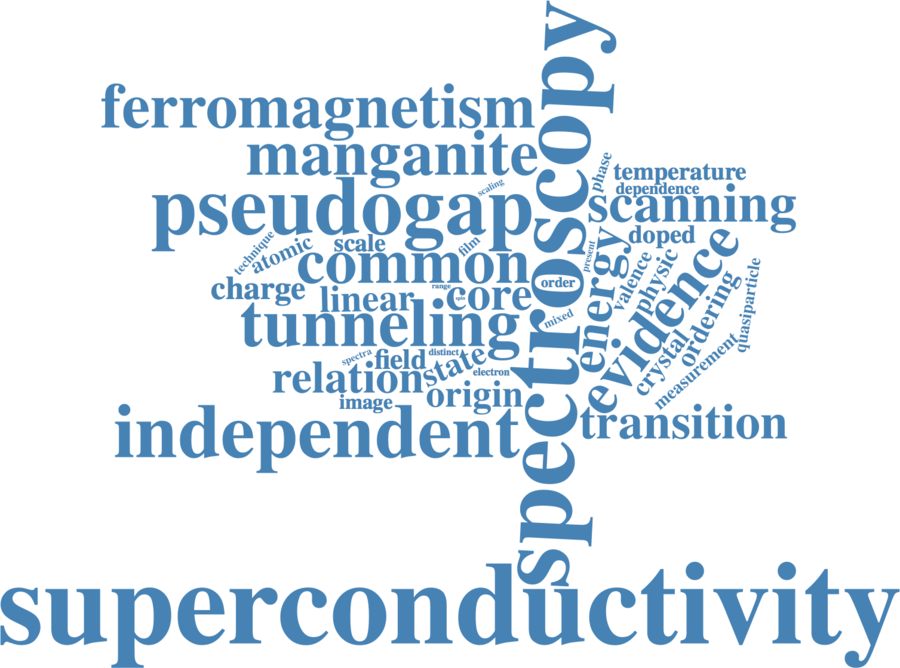 spectroscopy
ferromagnetism
manganite
phase
temperature
dependence
scaling
pseudogap
scanning
technique
atomic
scale
film
doped
present
common
order
energy
valence
physic
evidence
quasiparticle
charge
linear
range
spin
core
mixed
ordering
tunneling
crystal
measurement
spectra
field
distinct
state
electron
relation
image
origin
independent
transition
superconductivity